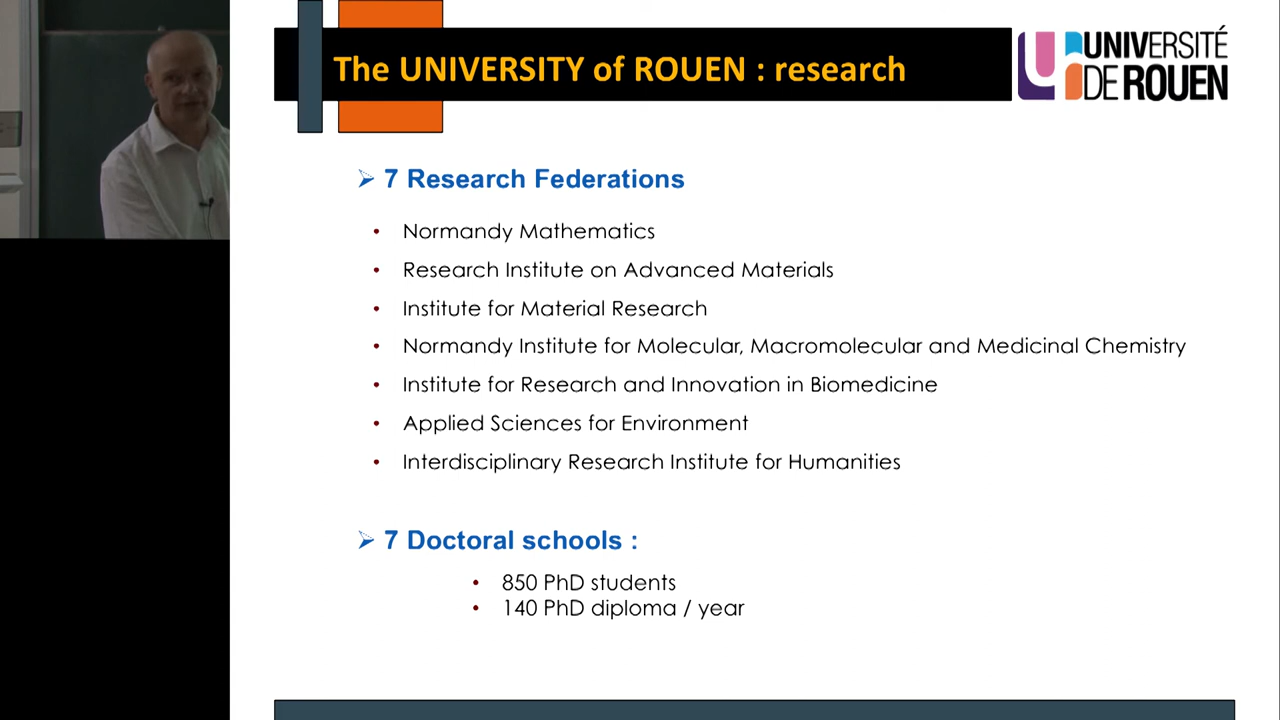 The UNIVERSITY of ROUEN : research
UNIVERSITÉ
DE ROUEN
➢ 7 Research Federations
• Normandy Mathematics
• Research Institute on Advanced Materials
• Institute for Material Research
• Normandy Institute for Molecular, Macromolecular and Medicinal Chemistry
• Institute for Research and Innovation in Biomedicine
• Applied Sciences for Environment
• Interdisciplinary Research Institute for Humanities
➢ 7 Doctoral schools :
• 850 PhD students
• 140 PhD diploma / year